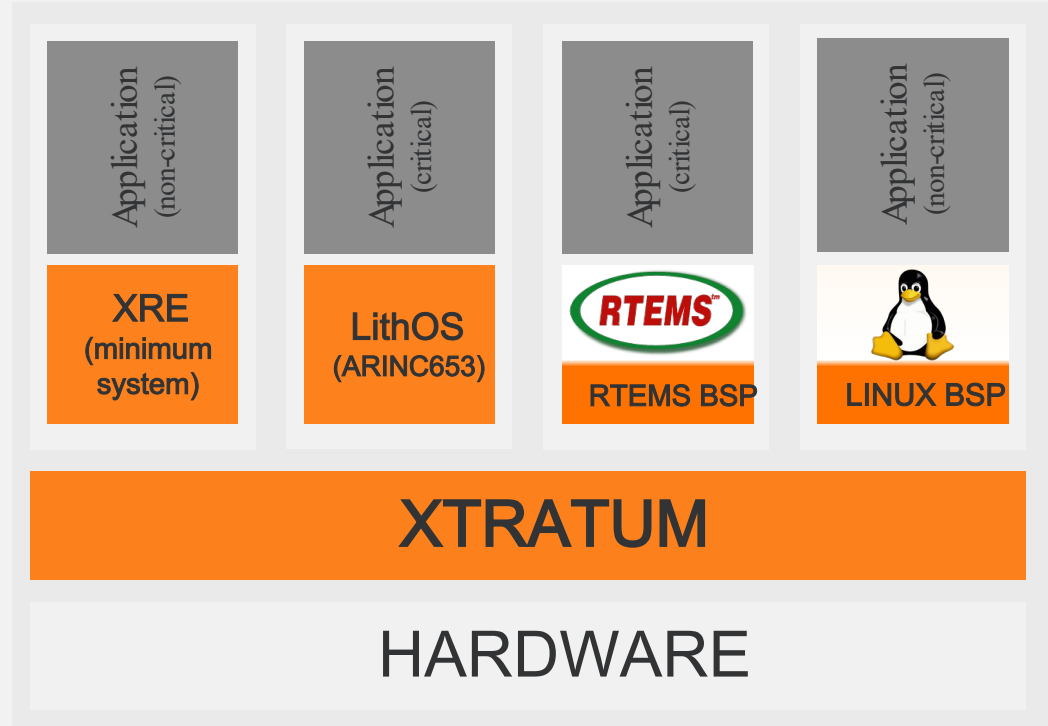 Application
(non-critical)
Application
(critical)
Application
(critical)
Application
(non-critical)
XRE
(minimum
system)
LithOS
(ARINC653)
RTEMS™
RTEMS BSP
LINUX BSP
XTRATUM
HARDWARE